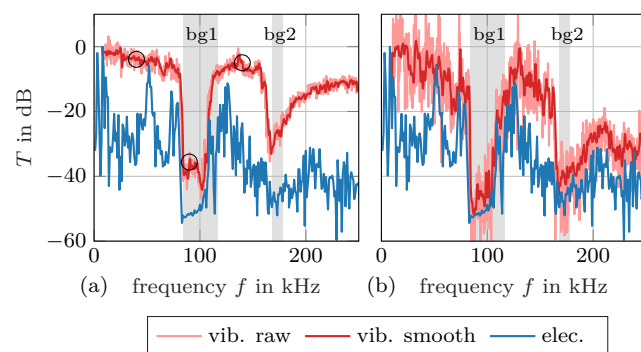 bg1 bg2 bg1 bg2
0
−20
−40
−60
T in dB
0 100 200 0 100 200
(a) frequency f in kHz (b) frequency f in kHz
vib. raw vib. smooth elec.